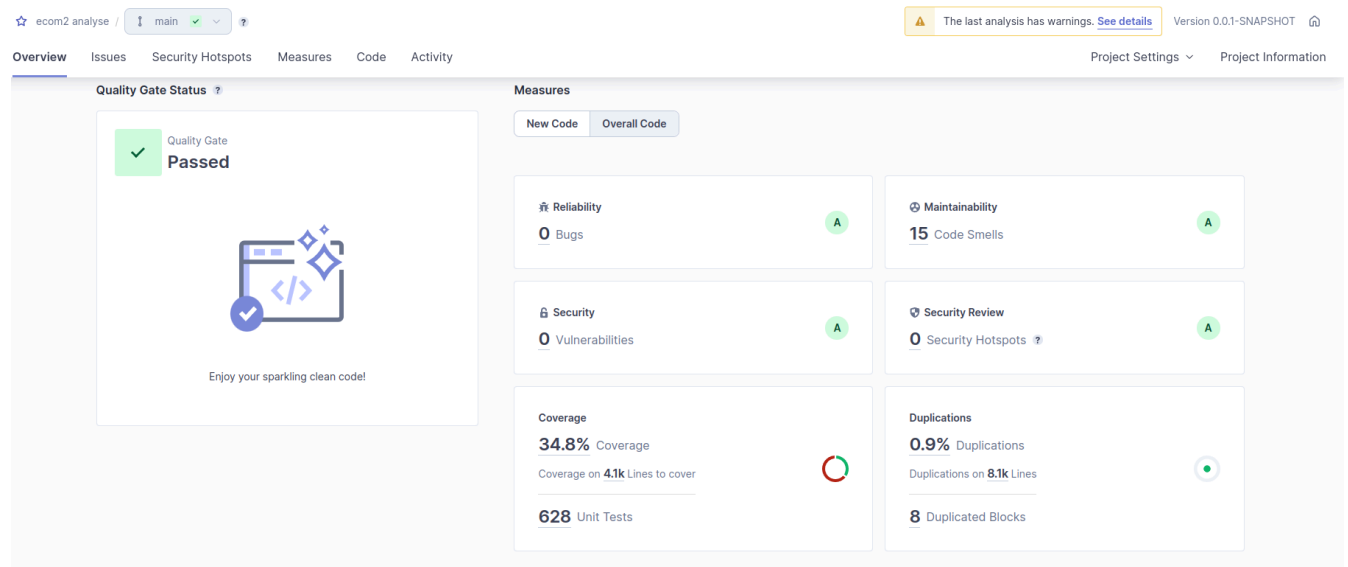 ecom2 analyse / main ?
The last analysis has warnings. See details
Version 0.0.1-SNAPSHOT
Overview Issues Security Hotspots Measures Code Activity
Project Settings Project Information
Quality Gate Status ?
Quality Gate
Passed
</>
Enjoy your sparkling clean code!
Measures
New Code Overall Code
Reliability
0 Bugs
A
Maintainability
15 Code Smells
A
Security
0 Vulnerabilities
A
Security Review
0 Security Hotspots ?
A
Coverage
34.8% Coverage
Coverage on 4.1k Lines to cover
628 Unit Tests
Duplications
0.9% Duplications
Duplications on 8.1k Lines
8 Duplicated Blocks